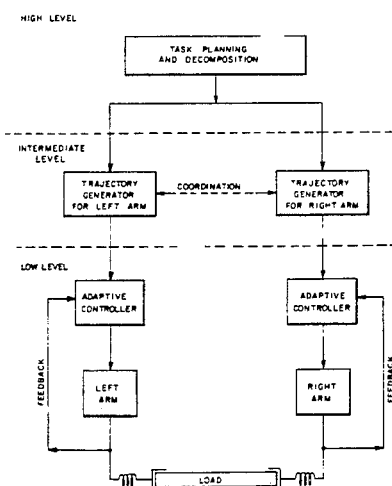 HIGH LEVEL
TASK PLANNING
AND DECOMPOSITION
INTERMEDIATE
LEVEL
TRAJECTORY
GENERATOR
FOR LEFT ARM
COORDINATION
TRAJECTORY
GENERATOR
FOR RIGHT ARM
LOW LEVEL
ADAPTIVE
CONTROLLER
ADAPTIVE
CONTROLLER
FEEDBACK
LEFT
ARM
RIGHT
ARM
FEEDBACK
LOAD